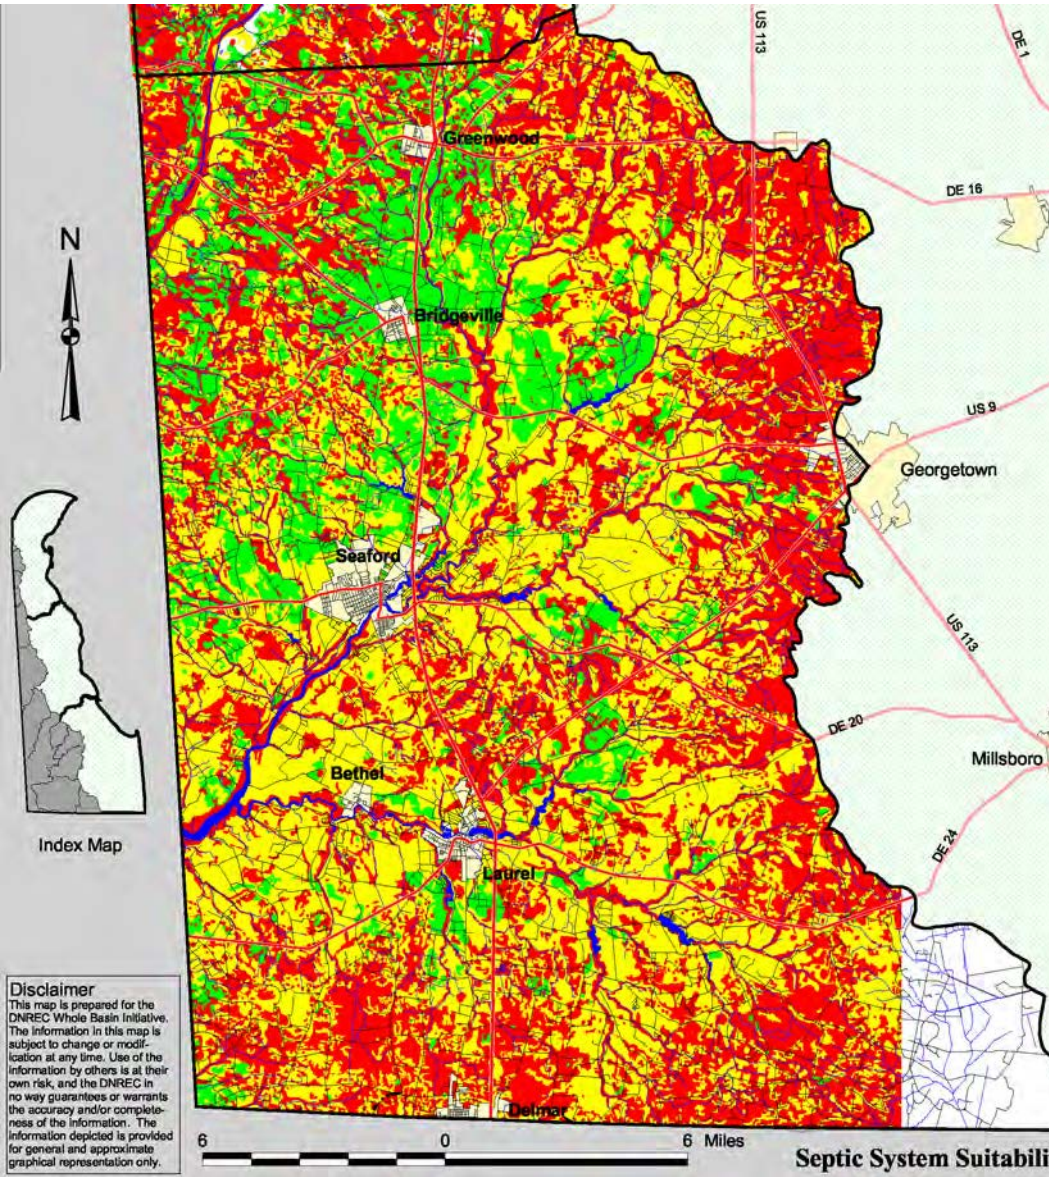 US 113
DE 1
Greenwood
DE 16
N
Bridgeville
US 9
Georgetown
Seaford
US 113
DE 20
Millsboro
Bethel
Index Map
DE 24
Laurel
Disclaimer
This map is prepared for the
DNREC Whole Basin Initiative.
The information in this map is
subject to change or modif-
ication at any time. Use of the
information by others is at their
own risk, and the DNREC in
no way guarantees or warrants
the accuracy and/or complete-
ness of the information. The
information depicted is provided
for general and approximate
graphical representation only.
Delmar
6 0 6 Miles
Septic System Suitabili